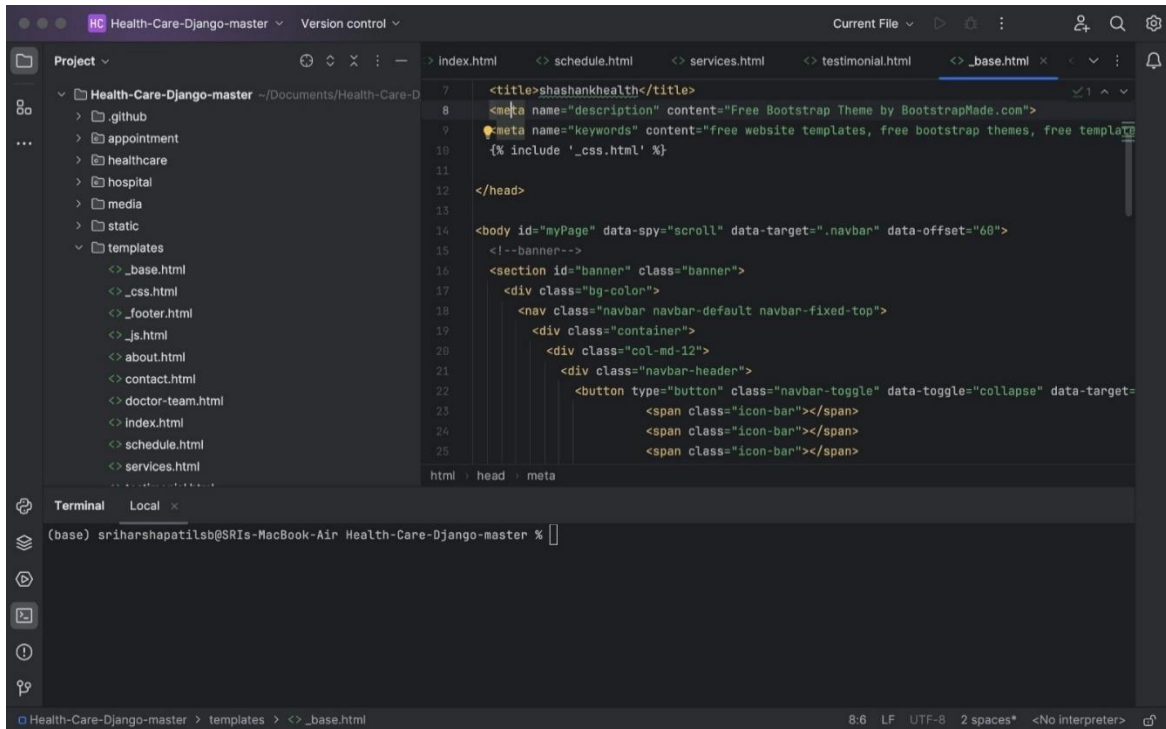 HC Health-Care-Django-master Version control Current File
Project
index.html schedule.html services.html testimonial.html _base.html
Health-Care-Django-master ~/Documents/Health-Care-D
.github
appointment
healthcare
hospital
media
static
templates
<> _base.html
<> _css.html
<> _footer.html
<> _js.html
<> about.html
<> contact.html
<> doctor-team.html
<> index.html
<> schedule.html
<> services.html
7 <title>shashankhealth</title>
1
8 <meta name="description" content="Free Bootstrap Theme by BootstrapMade.com">
9 <meta name="keywords" content="free website templates, free bootstrap themes, free template
10 {% include '_css.html' %}
11
12 </head>
13
14 <body id="myPage" data-spy="scroll" data-target=".navbar" data-offset="60">
15 <!--banner-->
16 <section id="banner" class="banner">
17 <div class="bg-color">
18 <nav class="navbar navbar-default navbar-fixed-top">
19 <div class="container">
20 <div class="col-md-12">
21 <div class="navbar-header">
22 <button type="button" class="navbar-toggle" data-toggle="collapse" data-target=
23 <span class="icon-bar"></span>
24 <span class="icon-bar"></span>
25 <span class="icon-bar"></span>
html > head > meta
Terminal Local ×
(base) sriharshapatilsb@SRIs-MacBook-Air Health-Care-Django-master %
Health-Care-Django-master > templates > <> _base.html 8:6 LF UTF-8 2 spaces* <No interpreter>